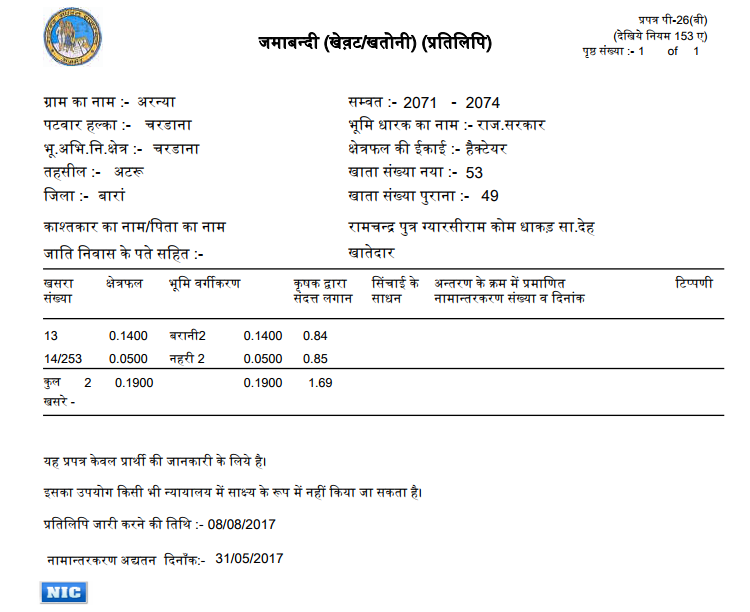 प्रपत्र पी-26(बी)
(देखिये नियम 153 ए)
पृष्ठ संख्या :- 1 of 1
जमाबन्दी (खेव़ट/खतोनी) (प्रतिलिपि)
ग्राम का नाम :- अरन्या
सम्वत :- 2071 - 2074
पटवार हल्का :- चरडाना
भूमि धारक का नाम :- राज.सरकार
भू.अभि.नि.क्षेत्र :- चरडाना
क्षेत्रफल की ईकाई :- हैक्टेयर
तहसील :- अटरू
खाता संख्या नया :- 53
जिला :- बारां
खाता संख्या पुराना :- 49
काश्तकार का नाम/पिता का नाम
रामचन्द्र पुत्र ग्यारसीराम कोम धाकड़ सा.देह
जाति निवास के पते सहित :-
खातेदार
खसरा क्षेत्रफल भूमि वर्गीकरण कृषक द्वारा सिंचाई के अन्तरण के क्रम में प्रमाणित टिप्पणी
संख्या संदत्त लगान साधन नामान्तरकरण संख्या व दिनांक
13 0.1400 बरानी2 0.1400 0.84
14/253 0.0500 नहरी 2 0.0500 0.85
कुल 2 0.1900 0.1900 1.69
खसरे -
यह प्रपत्र केवल प्रार्थी की जानकारी के लिये है।
इसका उपयोग किसी भी न्यायालय में साक्ष्य के रूप में नहीं किया जा सकता है।
प्रतिलिपि जारी करने की तिथि :- 08/08/2017
नामान्तरकरण अद्यतन दिनाँक:- 31/05/2017
NIC